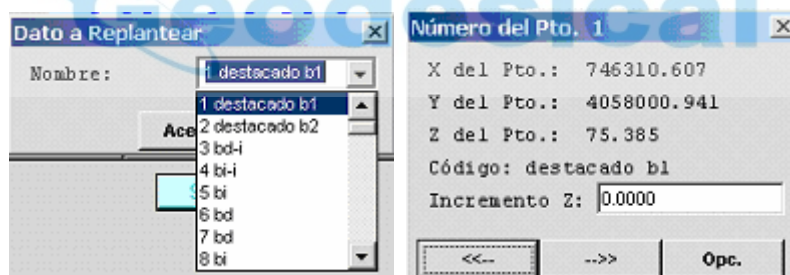 Dato a Replantear
Nombre: 1 destacado b1
1 destacado b1
2 destacado b2
3 bd-i
4 bi-i
5 bi
6 bd
7 bd
8 bi
Ace
S
Número del Pto. 1
X del Pto.: 746310.607
Y del Pto.: 4058000.941
Z del Pto.: 75.385
Código: destacado b1
Incremento Z: 0.0000
<<-- -->> Opc.